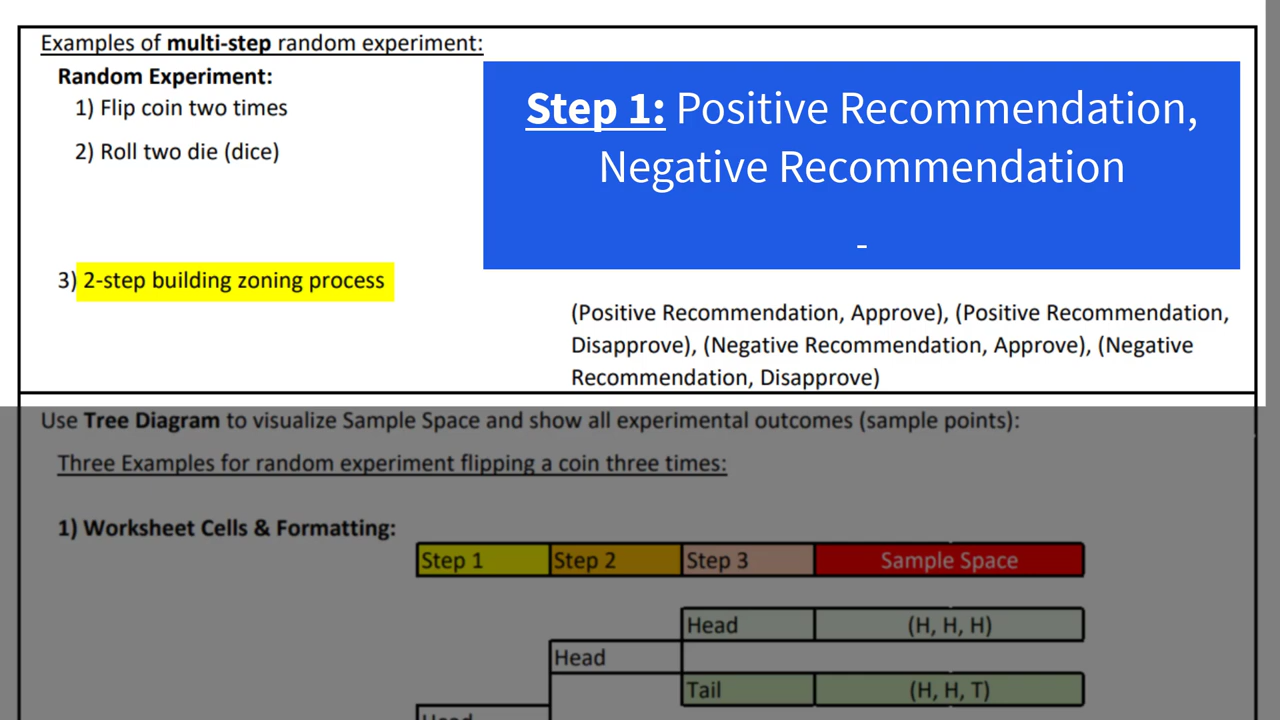 Examples of multi-step random experiment:
Random Experiment:
1) Flip coin two times
2) Roll two die (dice)
Step 1: Positive Recommendation,
Negative Recommendation
-
3) 2-step building zoning process
(Positive Recommendation, Approve), (Positive Recommendation,
Disapprove), (Negative Recommendation, Approve), (Negative
Recommendation, Disapprove)
Use Tree Diagram to visualize Sample Space and show all experimental outcomes (sample points):
Three Examples for random experiment flipping a coin three times:
1) Worksheet Cells & Formatting:
Step 1 Step 2 Step 3 Sample Space
Head (H, H, H)
Head
Tail (H, H, T)
Head